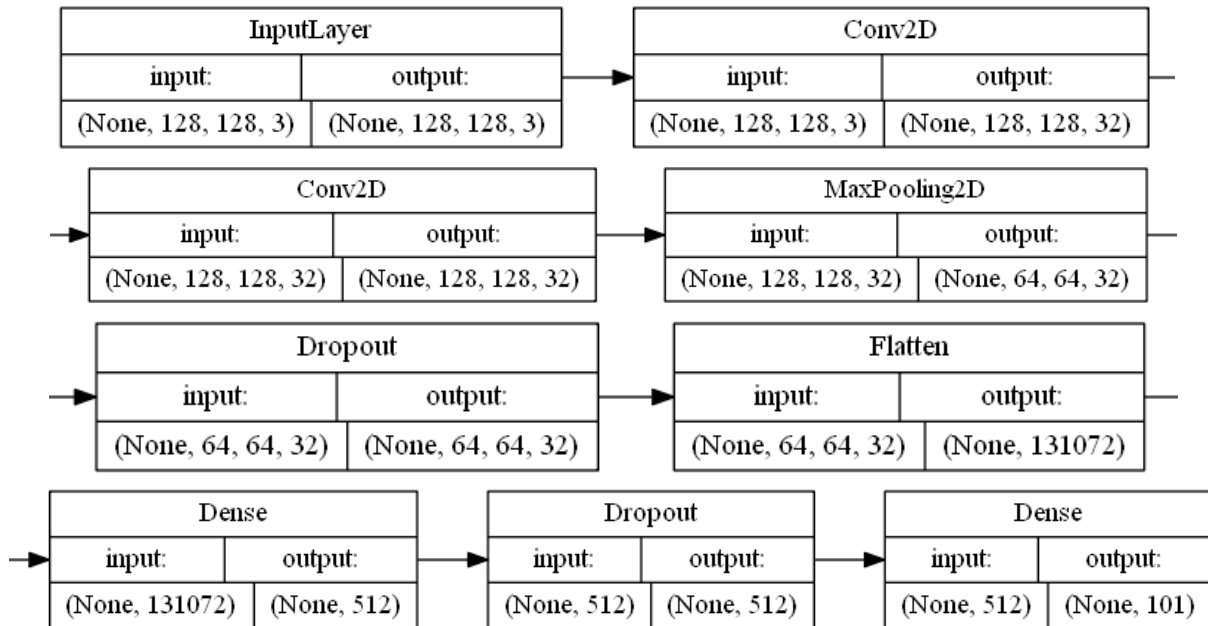 InputLayer Conv2D
input: output: input: output:
(None, 128, 128, 3) (None, 128, 128, 3) (None, 128, 128, 3) (None, 128, 128, 32)
Conv2D MaxPooling2D
input: output: input: output:
(None, 128, 128, 32) (None, 128, 128, 32) (None, 128, 128, 32) (None, 64, 64, 32)
Dropout Flatten
input: output: input: output:
(None, 64, 64, 32) (None, 64, 64, 32) (None, 64, 64, 32) (None, 131072)
Dense Dropout Dense
input: output: input: output: input: output:
(None, 131072) (None, 512) (None, 512) (None, 512) (None, 512) (None, 101)